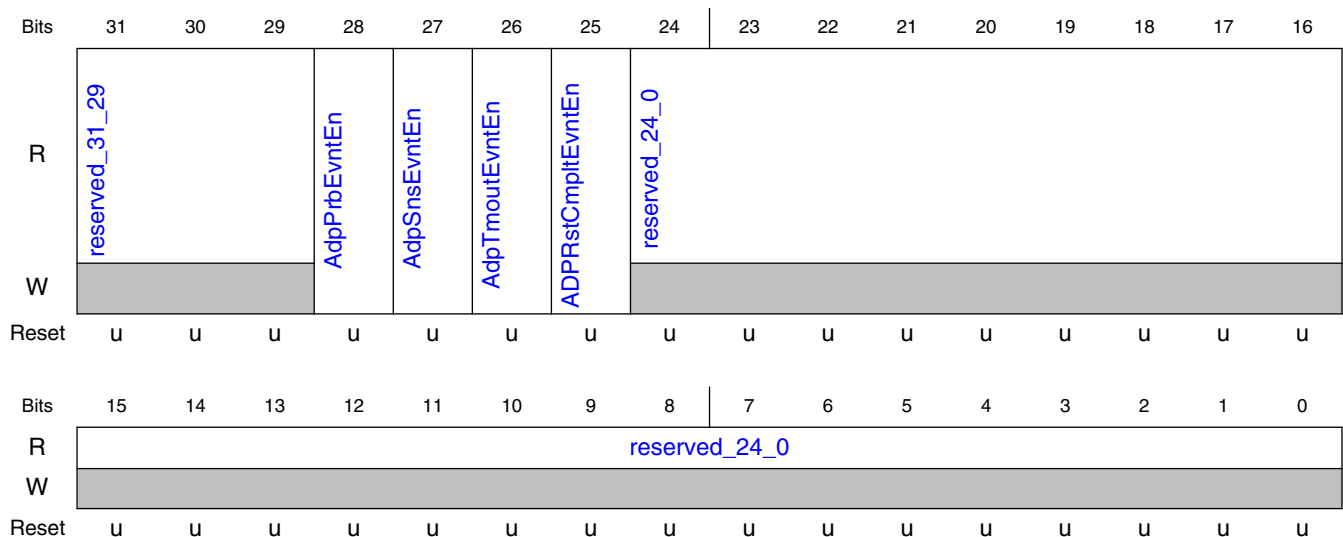 Bits 31 30 29 28 27 26 25 24 23 22 21 20 19 18 17 16
R reserved_31_29 AdpPrbEvntEn AdpSnsEvntEn AdpTmoutEvntEn ADPRstCmpltEvntEn reserved_24_0
W
Reset u u u u u u u u u u u u u u u u
Bits 15 14 13 12 11 10 9 8 7 6 5 4 3 2 1 0
R reserved_24_0
W
Reset u u u u u u u u u u u u u u u u